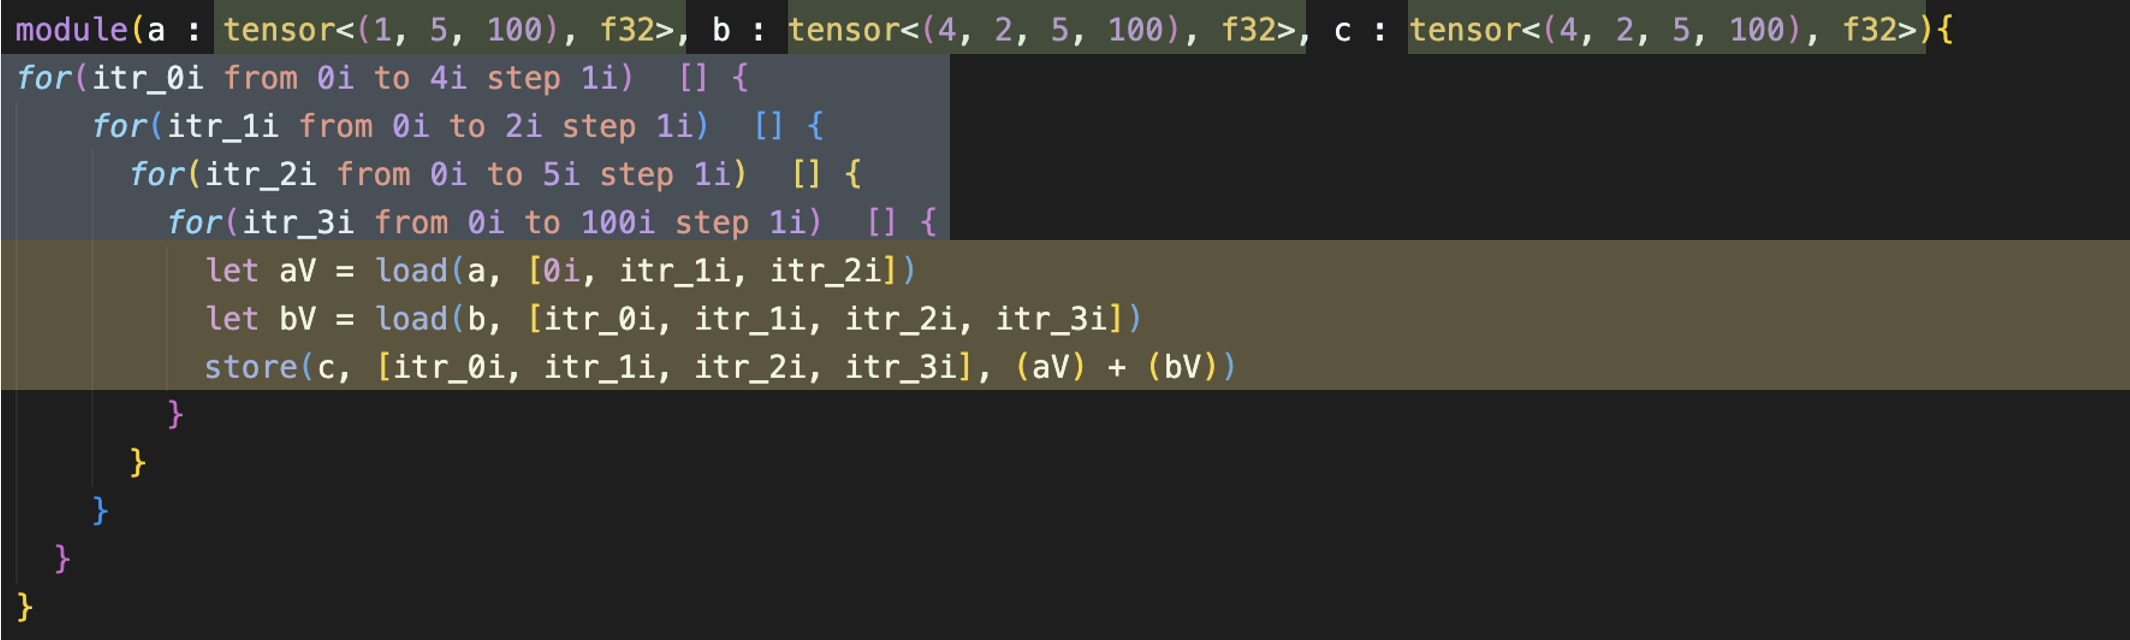 module(a : tensor<(1, 5, 100), f32>, b : tensor<(4, 2, 5, 100), f32>, c : tensor<(4, 2, 5, 100), f32>){
for(itr_0i from 0i to 4i step 1i)  [] {
    for(itr_1i from 0i to 2i step 1i)  [] {
      for(itr_2i from 0i to 5i step 1i)  [] {
        for(itr_3i from 0i to 100i step 1i)  [] {
          let aV = load(a, [0i, itr_1i, itr_2i])
          let bV = load(b, [itr_0i, itr_1i, itr_2i, itr_3i])
          store(c, [itr_0i, itr_1i, itr_2i, itr_3i], (aV) + (bV))
        }
      }
    }
  }
}